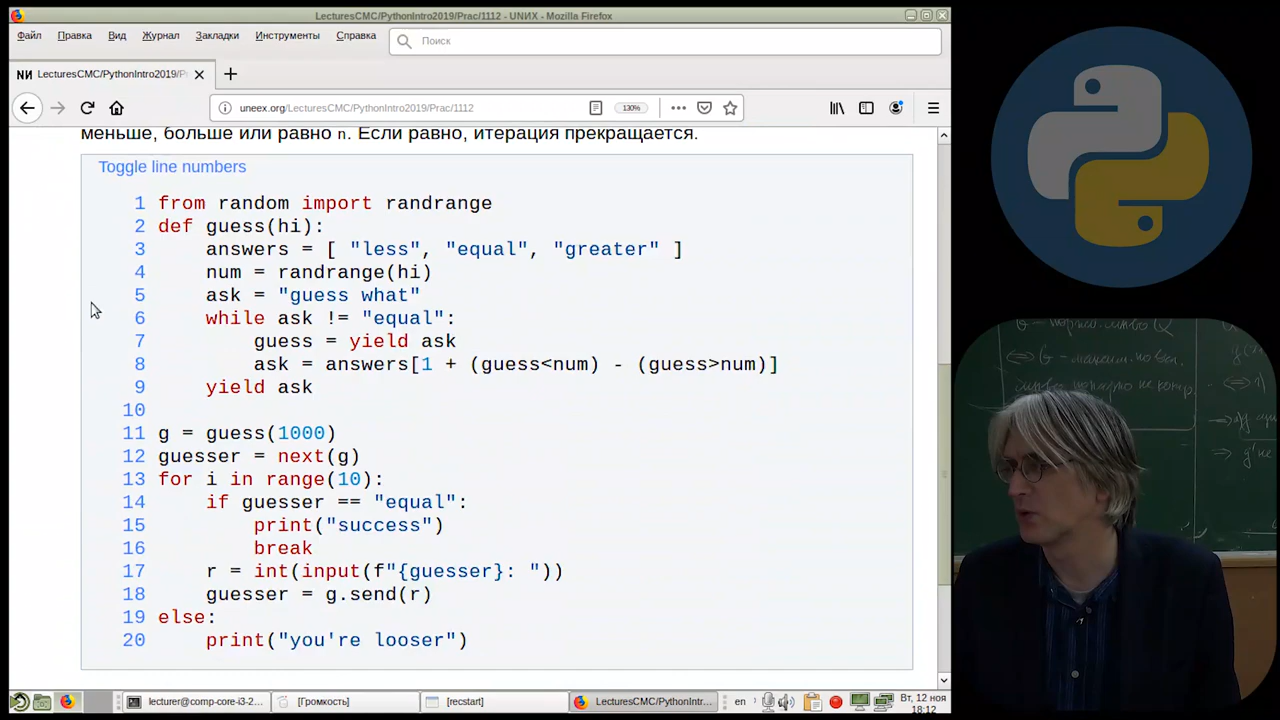 LecturesCMC/PythonIntro2019/Prac/1112 - UNИX - Mozilla Firefox
Файл Правка Вид Журнал Закладки Инструменты Справка Поиск
NИ LecturesCMC/PythonIntro2019/P
uneex.org/LecturesCMC/PythonIntro2019/Prac/1112 130%
меньше, больше или равно n. Если равно, итерация прекращается.
Toggle line numbers
1 from random import randrange
2 def guess(hi):
3     answers = [ "less", "equal", "greater" ]
4     num = randrange(hi)
5     ask = "guess what"
6     while ask != "equal":
7         guess = yield ask
8         ask = answers[1 + (guess<num) - (guess>num)]
9     yield ask
10
11 g = guess(1000)
12 guesser = next(g)
13 for i in range(10):
14     if guesser == "equal":
15         print("success")
16         break
17     r = int(input(f"{guesser}: "))
18     guesser = g.send(r)
19 else:
20     print("you're looser")
lecturer@comp-core-i3-2... [Громкость] [recstart] LecturesCMC/PythonIntr... en Вт, 12 ноя
18:12